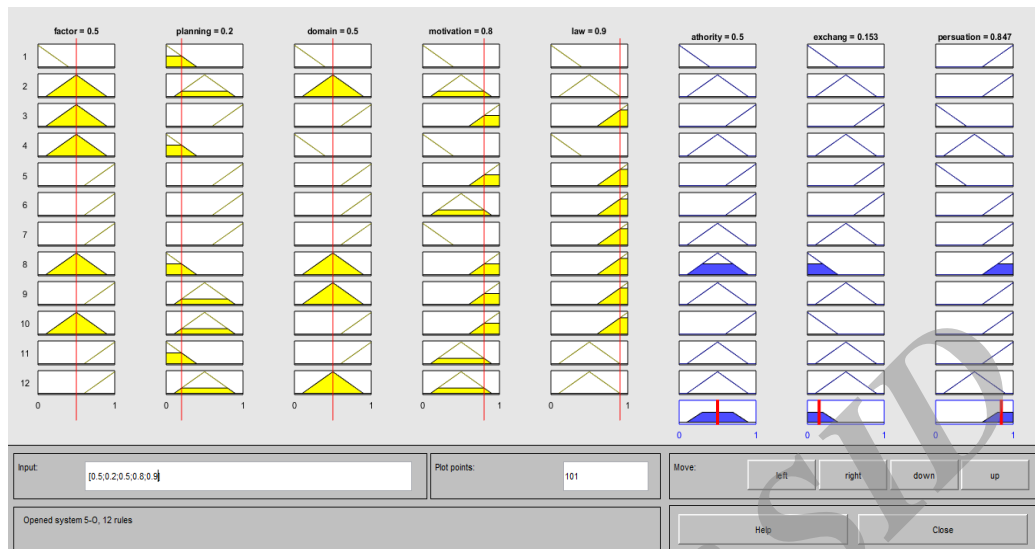 factor = 0.5 planning = 0.2 domain = 0.5 motivation = 0.8 law = 0.9 athority = 0.5 exchang = 0.153 persuation = 0.847
1
2
3
4
5
6
7
8
9
10
11
12
0 1 0 1 0 1 0 1 0 1
0 1 0 1 0 1
Input: [0.5;0.2;0.5;0.8;0.9] Plot points: 101 Move: left right down up
Opened system 5-O, 12 rules Help Close
SID